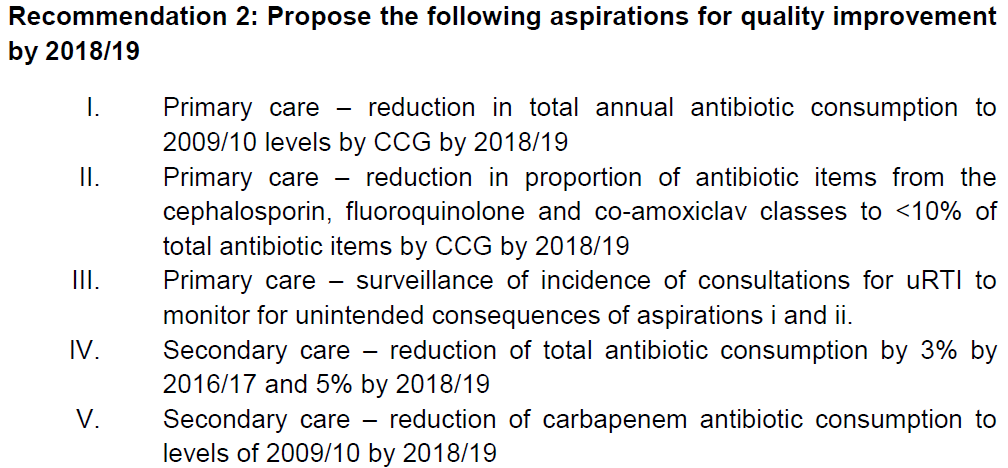 Recommendation 2: Propose the following aspirations for quality improvement
by 2018/19
I. Primary care – reduction in total annual antibiotic consumption to
2009/10 levels by CCG by 2018/19
II. Primary care – reduction in proportion of antibiotic items from the
cephalosporin, fluoroquinolone and co-amoxiclav classes to <10% of
total antibiotic items by CCG by 2018/19
III. Primary care – surveillance of incidence of consultations for uRTI to
monitor for unintended consequences of aspirations i and ii.
IV. Secondary care – reduction of total antibiotic consumption by 3% by
2016/17 and 5% by 2018/19
V. Secondary care – reduction of carbapenem antibiotic consumption to
levels of 2009/10 by 2018/19